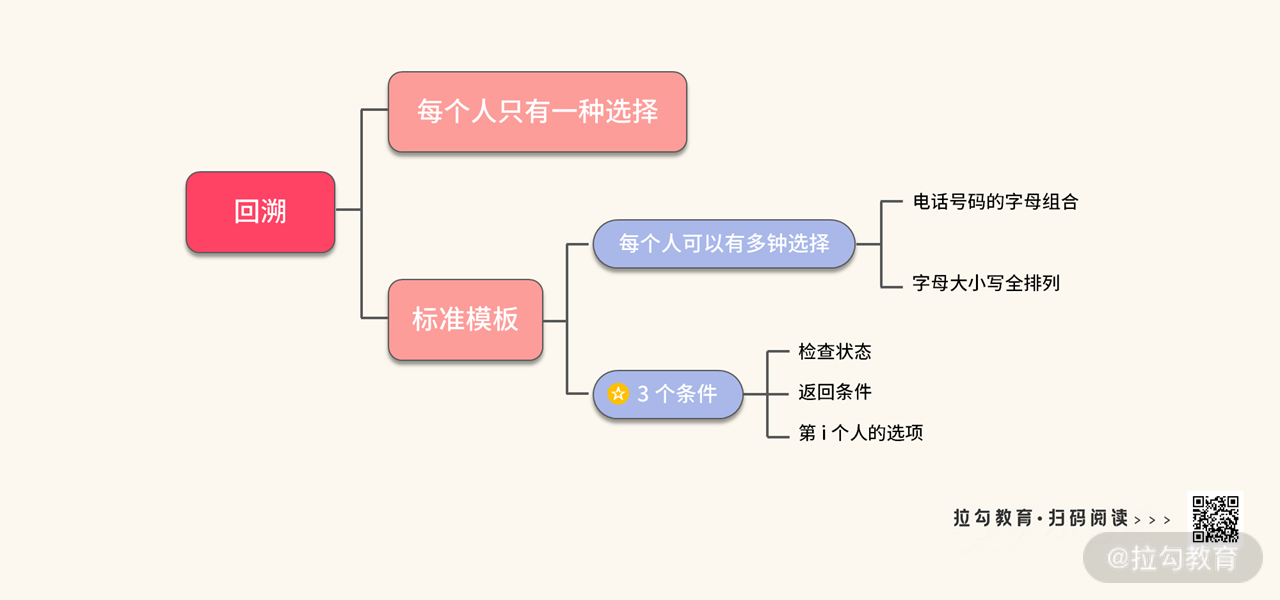 回溯
每个人只有一种选择
标准模板
每个人可以有多钟选择
电话号码的字母组合
字母大小写全排列
3 个条件
检查状态
返回条件
第 i 个人的选项
拉勾教育·扫码阅读>>>
@拉勾教育